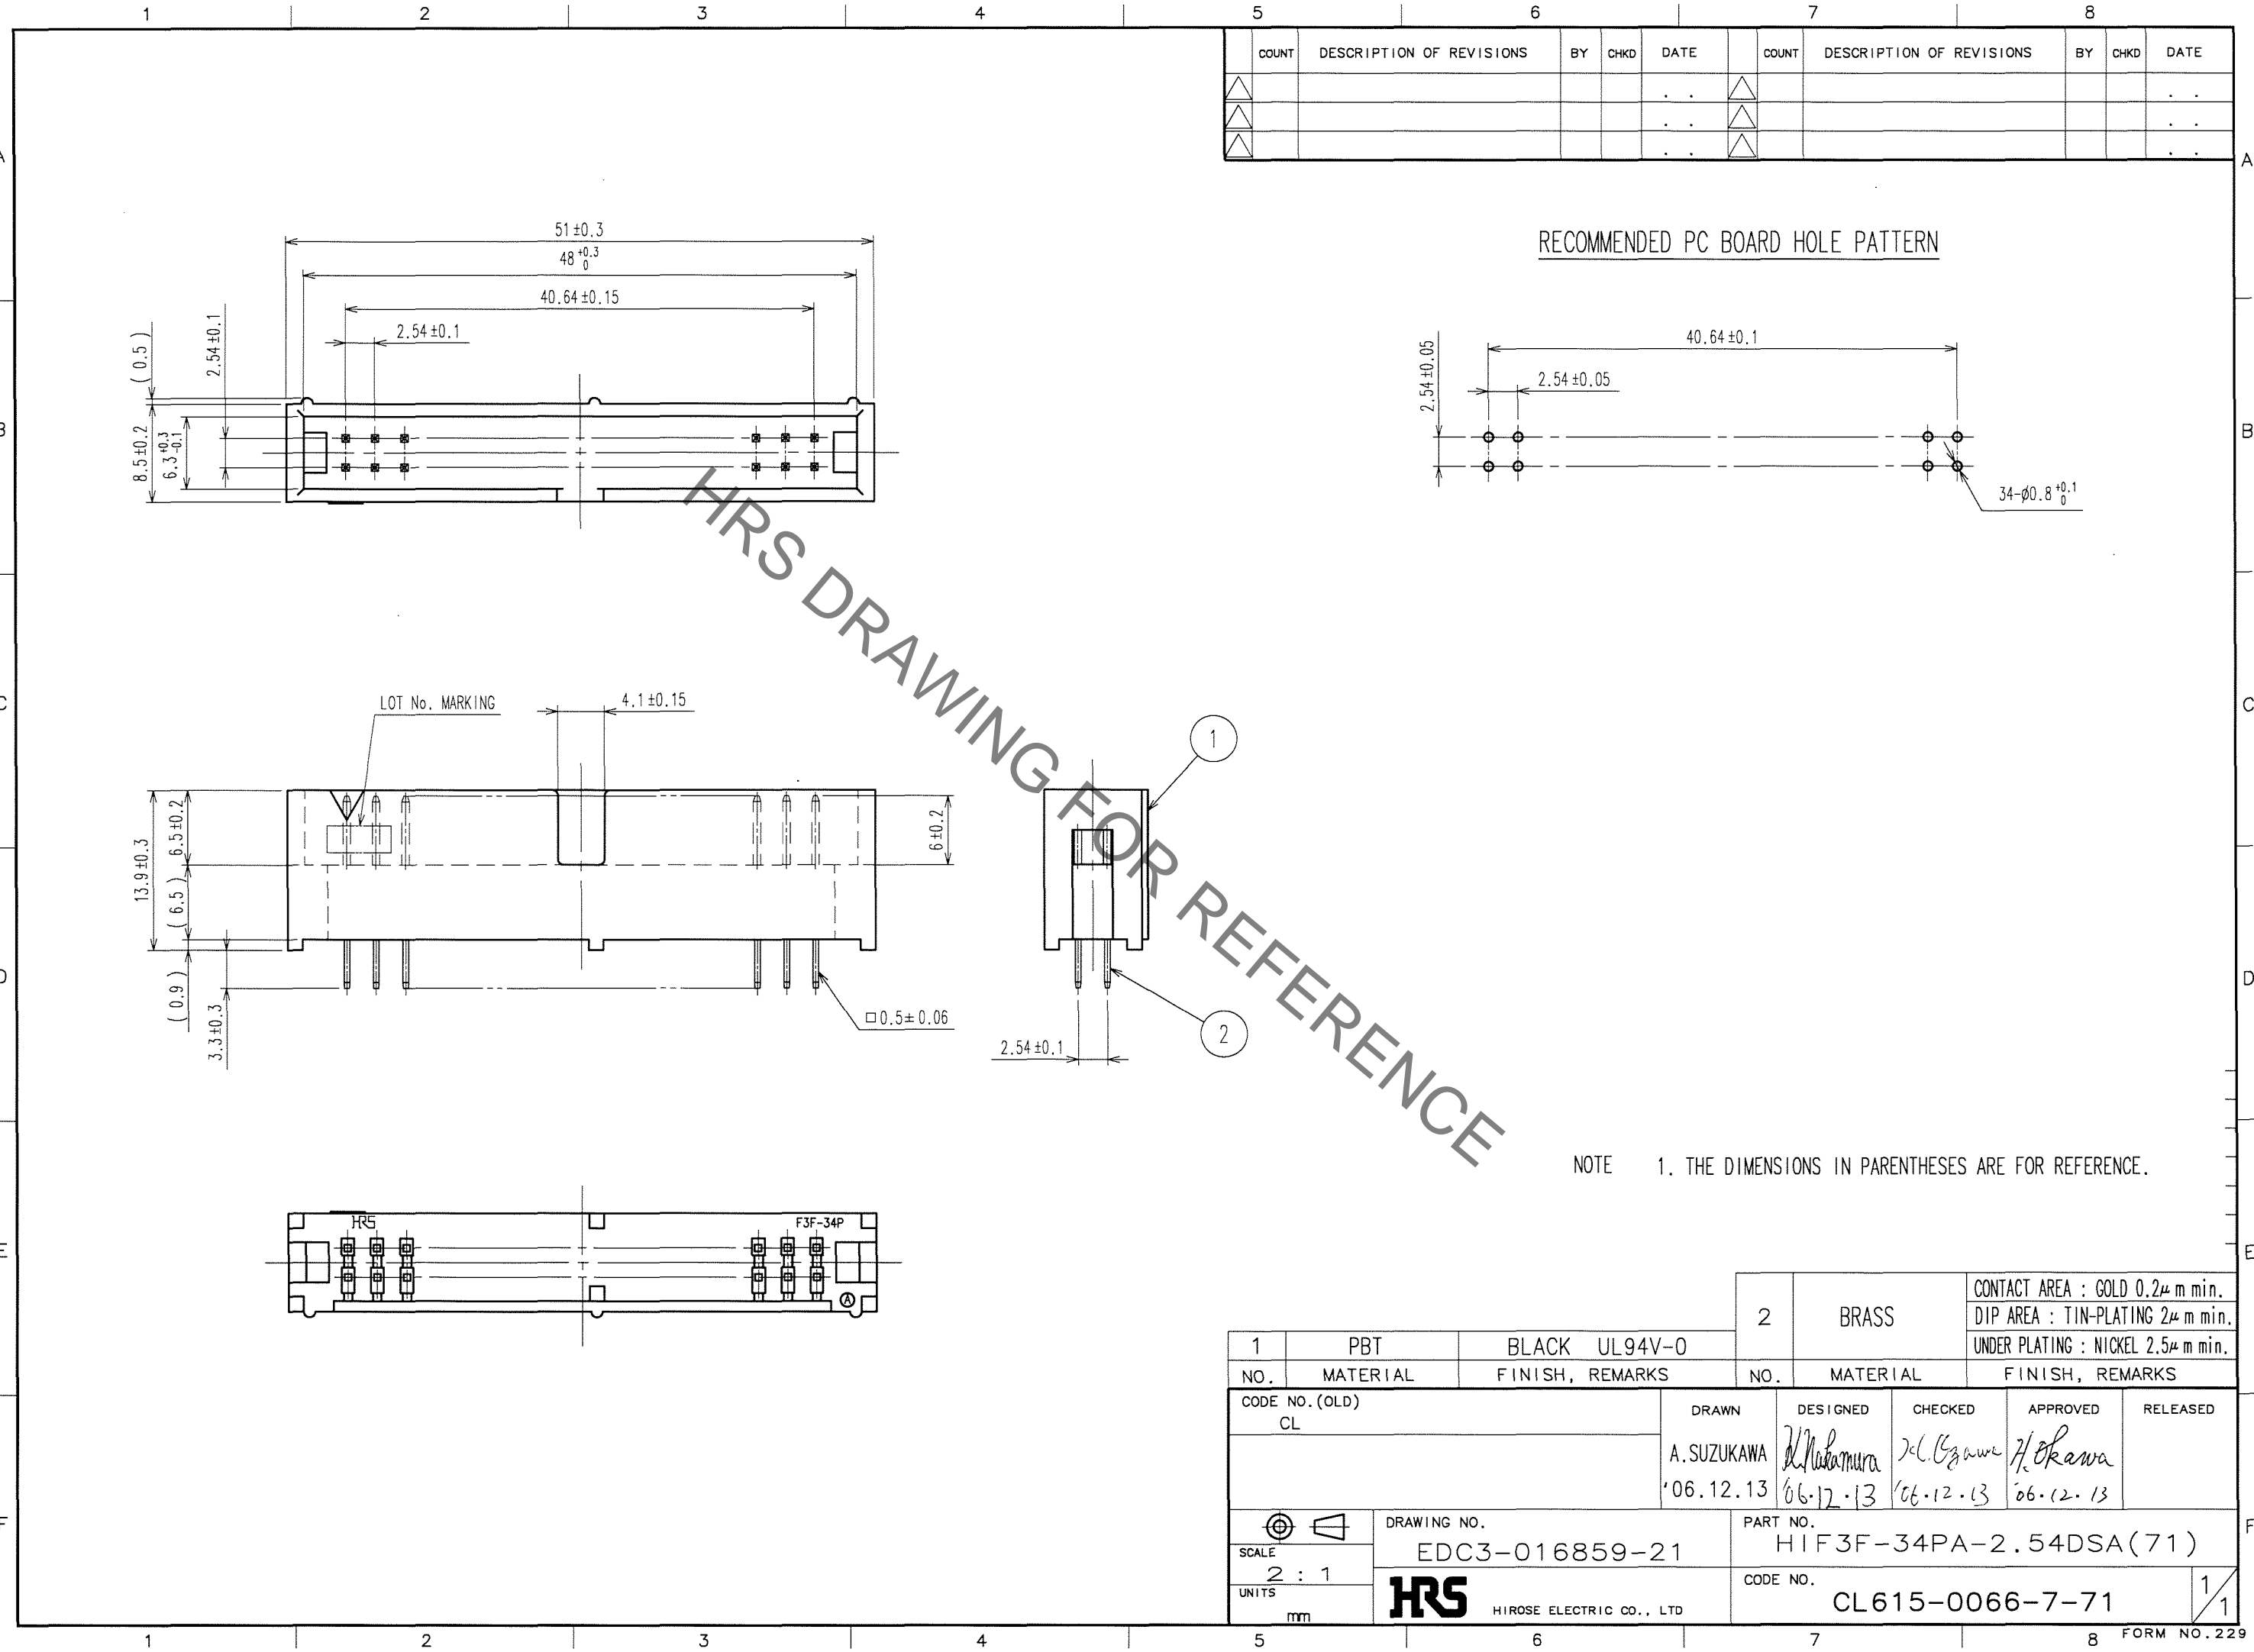 1 2 3 4 5 6 7 8
COUNT DESCRIPTION OF REVISIONS BY CHKD DATE COUNT DESCRIPTION OF REVISIONS BY CHKD DATE
A A
RECOMMENDED PC BOARD HOLE PATTERN
51±0.3
48 +0.3 0
40.64±0.15
2.54±0.1
2.54±0.1
(0.5)
8.5±0.2
6.3 +0.3 -0.1
40.64±0.1
2.54±0.05
2.54±0.05
34-ø0.8 +0.1 0
B B
HRS DRAWING FOR REFERENCE
C C
LOT No. MARKING
4.1±0.15
1
13.9±0.3
6.5±0.2
(6.5)
(0.9)
3.3±0.3
6±0.2
□0.5±0.06
2.54±0.1
2
D D
NOTE 1. THE DIMENSIONS IN PARENTHESES ARE FOR REFERENCE.
HRS
F3F-34P
A
E E
2 BRASS CONTACT AREA : GOLD 0.2μm min.
DIP AREA : TIN-PLATING 2μm min.
UNDER PLATING : NICKEL 2.5μm min.
1 PBT BLACK UL94V-0
NO. MATERIAL FINISH, REMARKS NO. MATERIAL FINISH, REMARKS
CODE NO.(OLD)
CL
DRAWN DESIGNED CHECKED APPROVED RELEASED
A.SUZUKAWA K.Nakamura K.Ozawa H.Okawa
'06.12.13 '06.12.13 '06.12.13 '06.12.13
F F
SCALE
2 : 1
UNITS
mm
DRAWING NO.
EDC3-016859-21
PART NO.
HIF3F-34PA-2.54DSA(71)
HRS HIROSE ELECTRIC CO., LTD
CODE NO.
CL615-0066-7-71
1/1
1 2 3 4 5 6 7 8
FORM NO.229